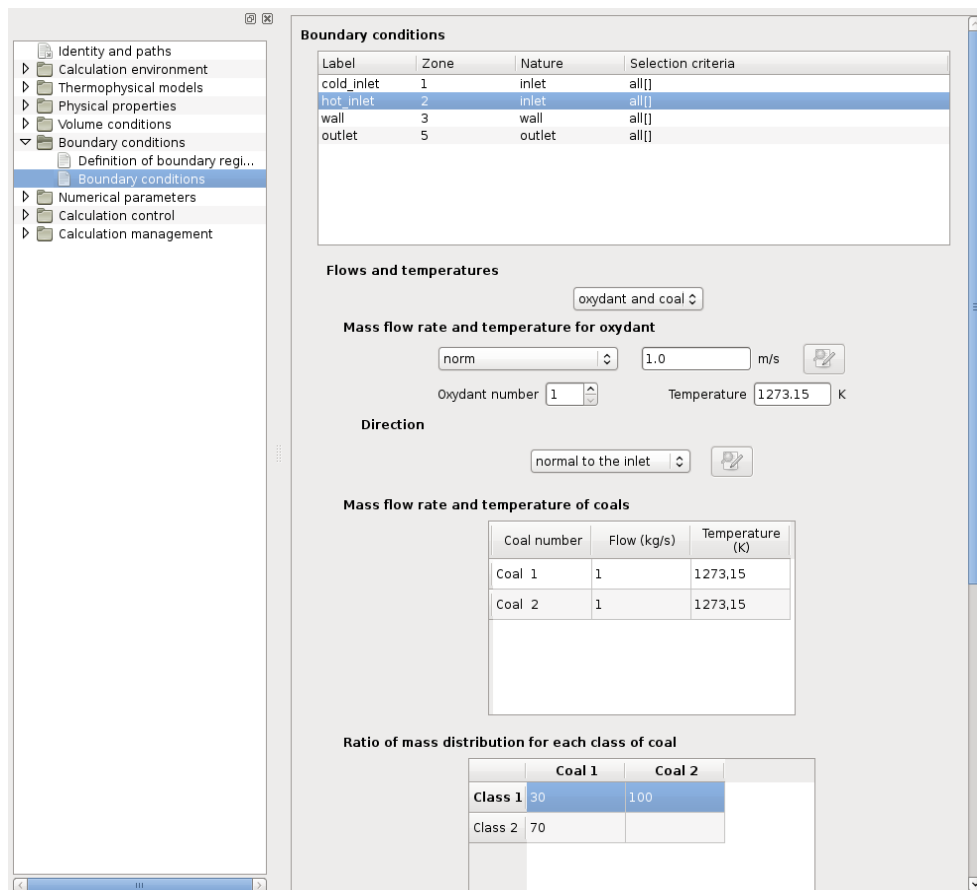 Identity and paths
Calculation environment
Thermophysical models
Physical properties
Volume conditions
Boundary conditions
Definition of boundary regi...
Boundary conditions
Numerical parameters
Calculation control
Calculation management
Boundary conditions
Label Zone Nature Selection criteria
cold_inlet 1 inlet all[]
hot_inlet 2 inlet all[]
wall 3 wall all[]
outlet 5 outlet all[]
Flows and temperatures
oxydant and coal
Mass flow rate and temperature for oxydant
norm 1.0 m/s
Oxydant number 1 Temperature 1273.15 K
Direction
normal to the inlet
Mass flow rate and temperature of coals
Coal number Flow (kg/s) Temperature
(K)
Coal 1 1 1273,15
Coal 2 1 1273,15
Ratio of mass distribution for each class of coal
Coal 1 Coal 2
Class 1 30 100
Class 2 70